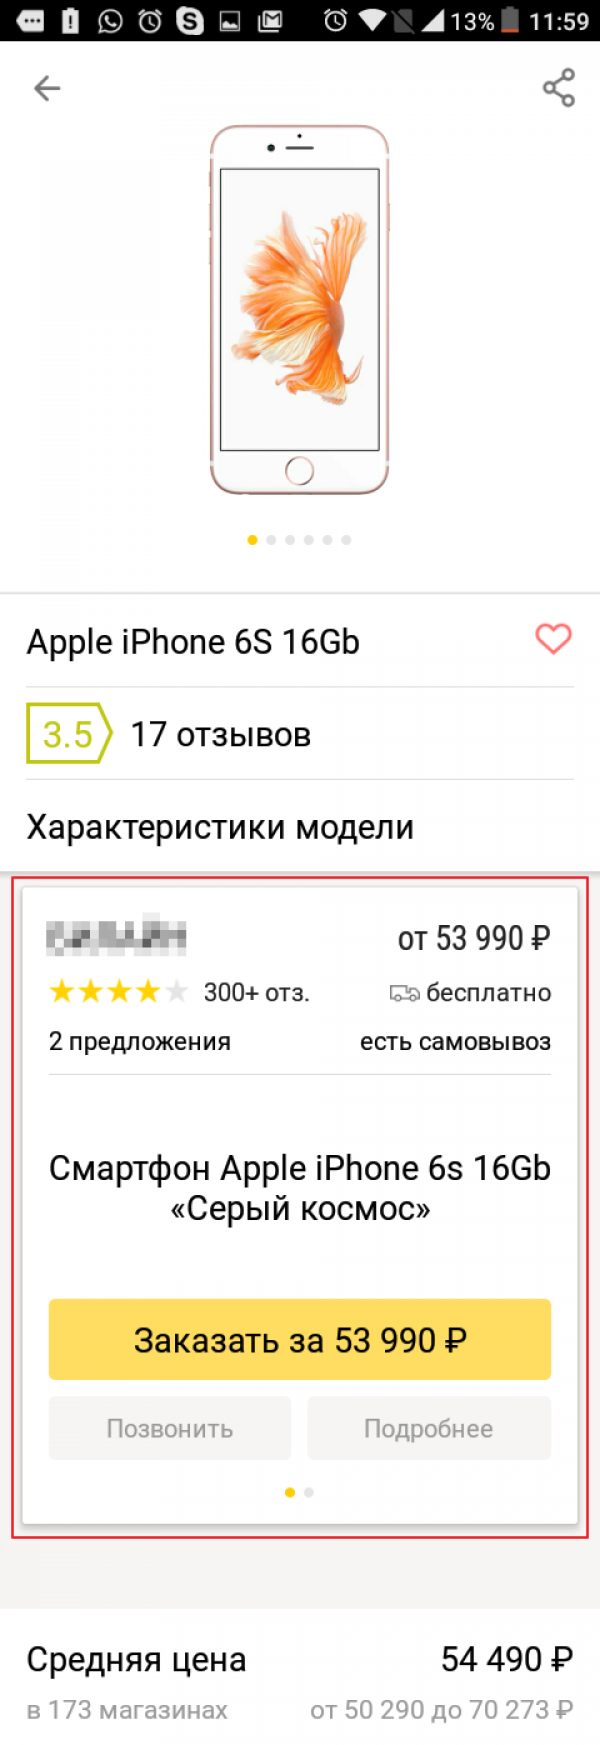 13% 11:59
Apple iPhone 6S 16Gb
3.5 17 отзывов
Характеристики модели
от 53 990 ₽
300+ отз. бесплатно
2 предложения есть самовывоз
Смартфон Apple iPhone 6s 16Gb
«Серый космос»
Заказать за 53 990 ₽
Позвонить Подробнее
Средняя цена 54 490 ₽
в 173 магазинах от 50 290 до 70 273 ₽